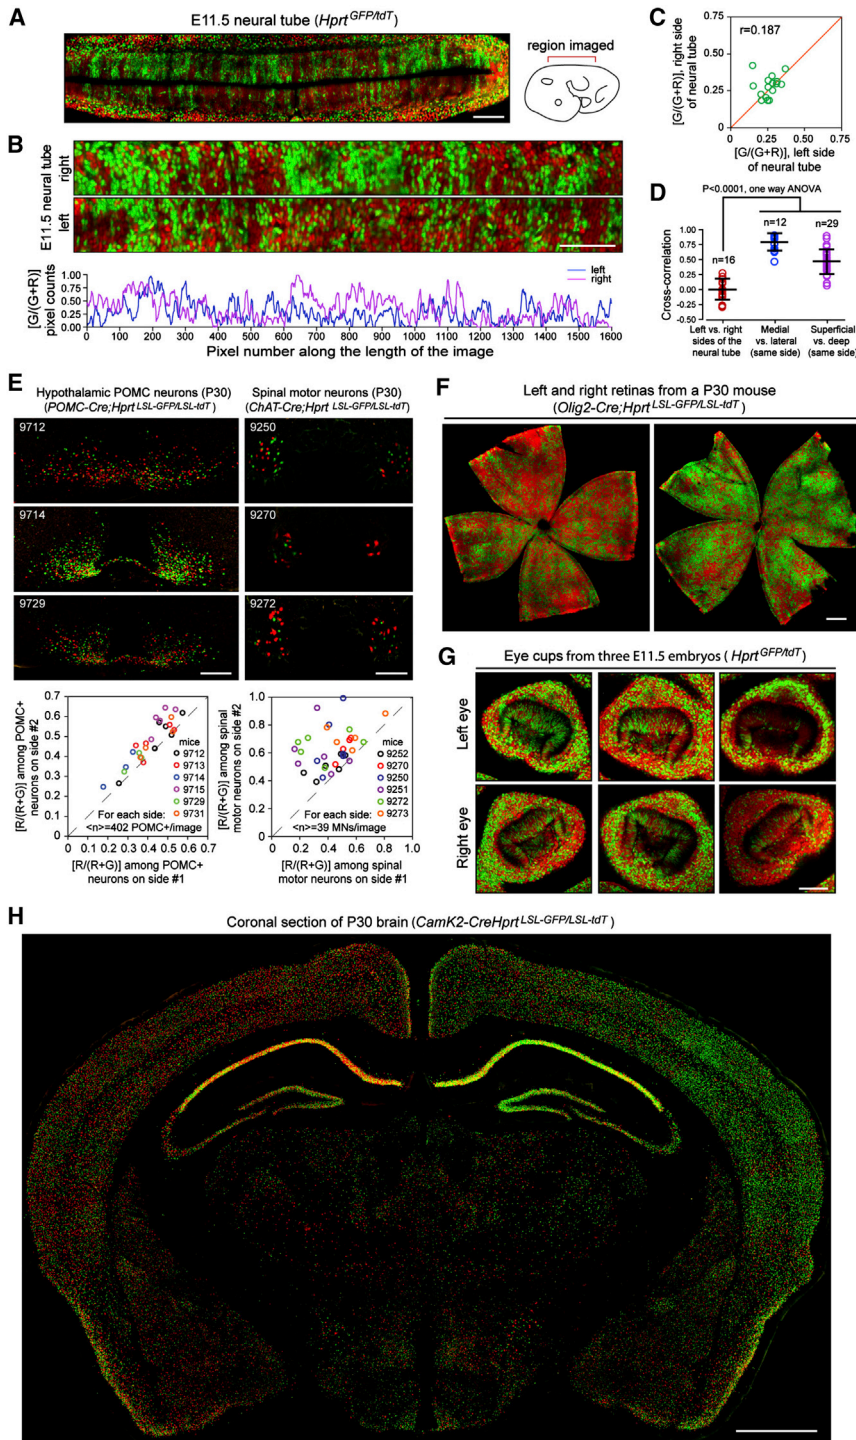 A
E11.5 neural tube (Hprt GFP/tdT)
region imaged
B
E11.5 neural tube
right
left
[G/(G+R)]
pixel counts
1.00
0.75
0.50
0.25
0.00
left
right
0 100 200 300 400 500 600 700 800 900 1000 1100 1200 1300 1400 1500 1600
Pixel number along the length of the image
C
r=0.187
[G/(G+R)], right side
of neural tube
0.75
0.50
0.25
0
0 0.25 0.50 0.75
[G/(G+R)], left side
of neural tube
D
P<0.0001, one way ANOVA
n=12
n=29
n=16
Cross-correlation
1.00
0.75
0.50
0.25
0.00
-0.25
-0.50
Left vs. right
sides of the
neural tube
Medial
vs. lateral
(same side)
Superficial
vs. deep
(same side)
E
Hypothalamic POMC neurons (P30)
(POMC-Cre;Hprt LSL-GFP/LSL-tdT)
Spinal motor neurons (P30)
(ChAT-Cre;Hprt LSL-GFP/LSL-tdT)
9712
9250
9714
9270
9729
9272
[R/(R+G)] among POMC+
neurons on side #2
0.7
0.6
0.5
0.4
0.3
0.2
0.1
0
mice
9712
9713
9714
9715
9729
9731
For each side:
<n>=402 POMC+/image
0 0.1 0.2 0.3 0.4 0.5 0.6 0.7
[R/(R+G)] among POMC+
neurons on side #1
[R/(R+G)] among spinal
motor neurons on side #2
1.0
0.8
0.6
0.4
0.2
0
mice
9252
9270
9250
9251
9272
9273
For each side:
<n>=39 MNs/image
0 0.2 0.4 0.6 0.8 1.0
[R/(R+G)] among spinal
motor neurons on side #1
F
Left and right retinas from a P30 mouse
(Olig2-Cre;Hprt LSL-GFP/LSL-tdT)
G
Eye cups from three E11.5 embryos ( Hprt GFP/tdT)
Left eye
Right eye
H
Coronal section of P30 brain (CamK2-CreHprt LSL-GFP/LSL-tdT )